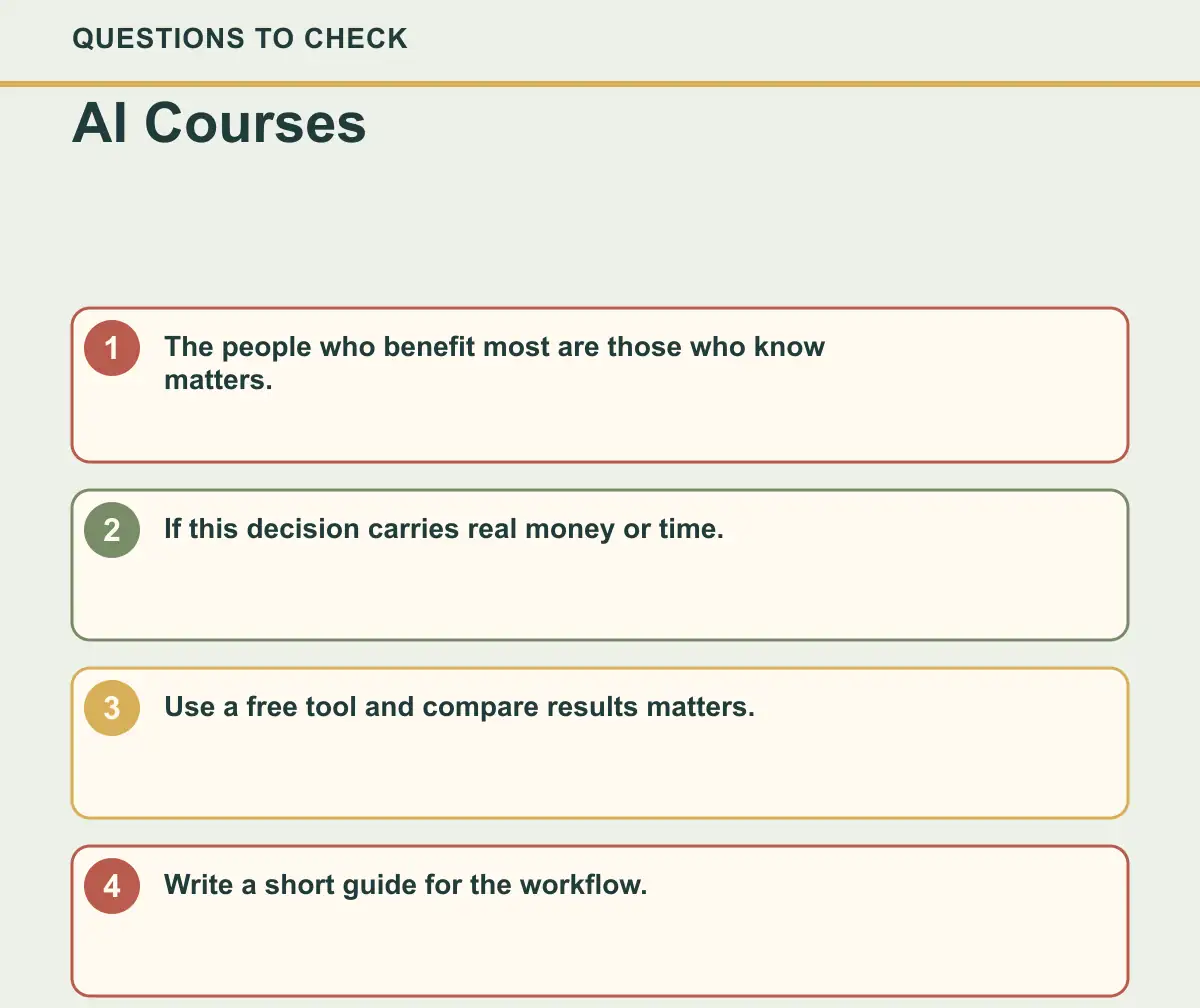 QUESTIONS TO CHECK
AI Courses
1
The people who benefit most are those who know
matters.
2
If this decision carries real money or time.
3
Use a free tool and compare results matters.
4
Write a short guide for the workflow.